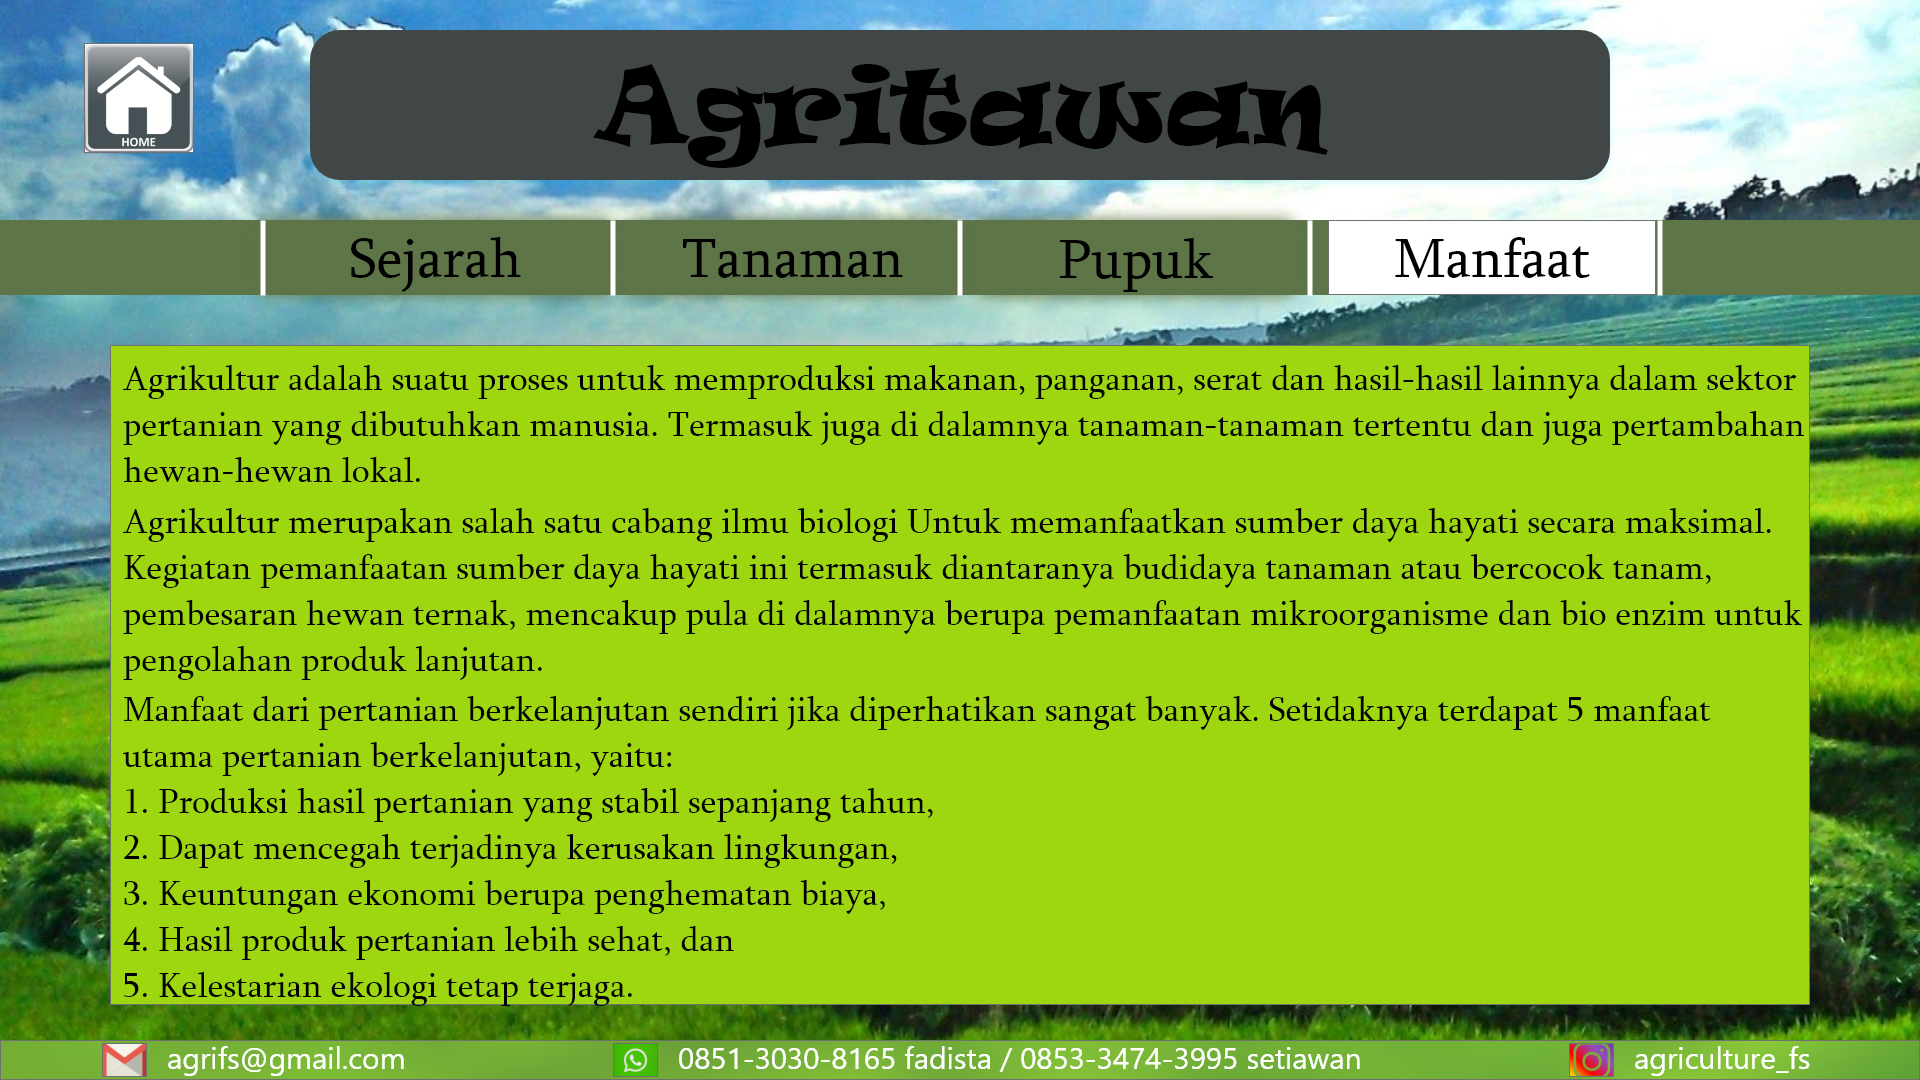 HOME
Agritawan
Sejarah
Tanaman
Pupuk
Manfaat
Agrikultur adalah suatu proses untuk memproduksi makanan, panganan, serat dan hasil-hasil lainnya dalam sektor
pertanian yang dibutuhkan manusia. Termasuk juga di dalamnya tanaman-tanaman tertentu dan juga pertambahan
hewan-hewan lokal.
Agrikultur merupakan salah satu cabang ilmu biologi Untuk memanfaatkan sumber daya hayati secara maksimal.
Kegiatan pemanfaatan sumber daya hayati ini termasuk diantaranya budidaya tanaman atau bercocok tanam,
pembesaran hewan ternak, mencakup pula di dalamnya berupa pemanfaatan mikroorganisme dan bio enzim untuk
pengolahan produk lanjutan.
Manfaat dari pertanian berkelanjutan sendiri jika diperhatikan sangat banyak. Setidaknya terdapat 5 manfaat
utama pertanian berkelanjutan, yaitu:
1. Produksi hasil pertanian yang stabil sepanjang tahun,
2. Dapat mencegah terjadinya kerusakan lingkungan,
3. Keuntungan ekonomi berupa penghematan biaya,
4. Hasil produk pertanian lebih sehat, dan
5. Kelestarian ekologi tetap terjaga.
agrifs@gmail.com
0851-3030-8165 fadista / 0853-3474-3995 setiawan
agriculture_fs